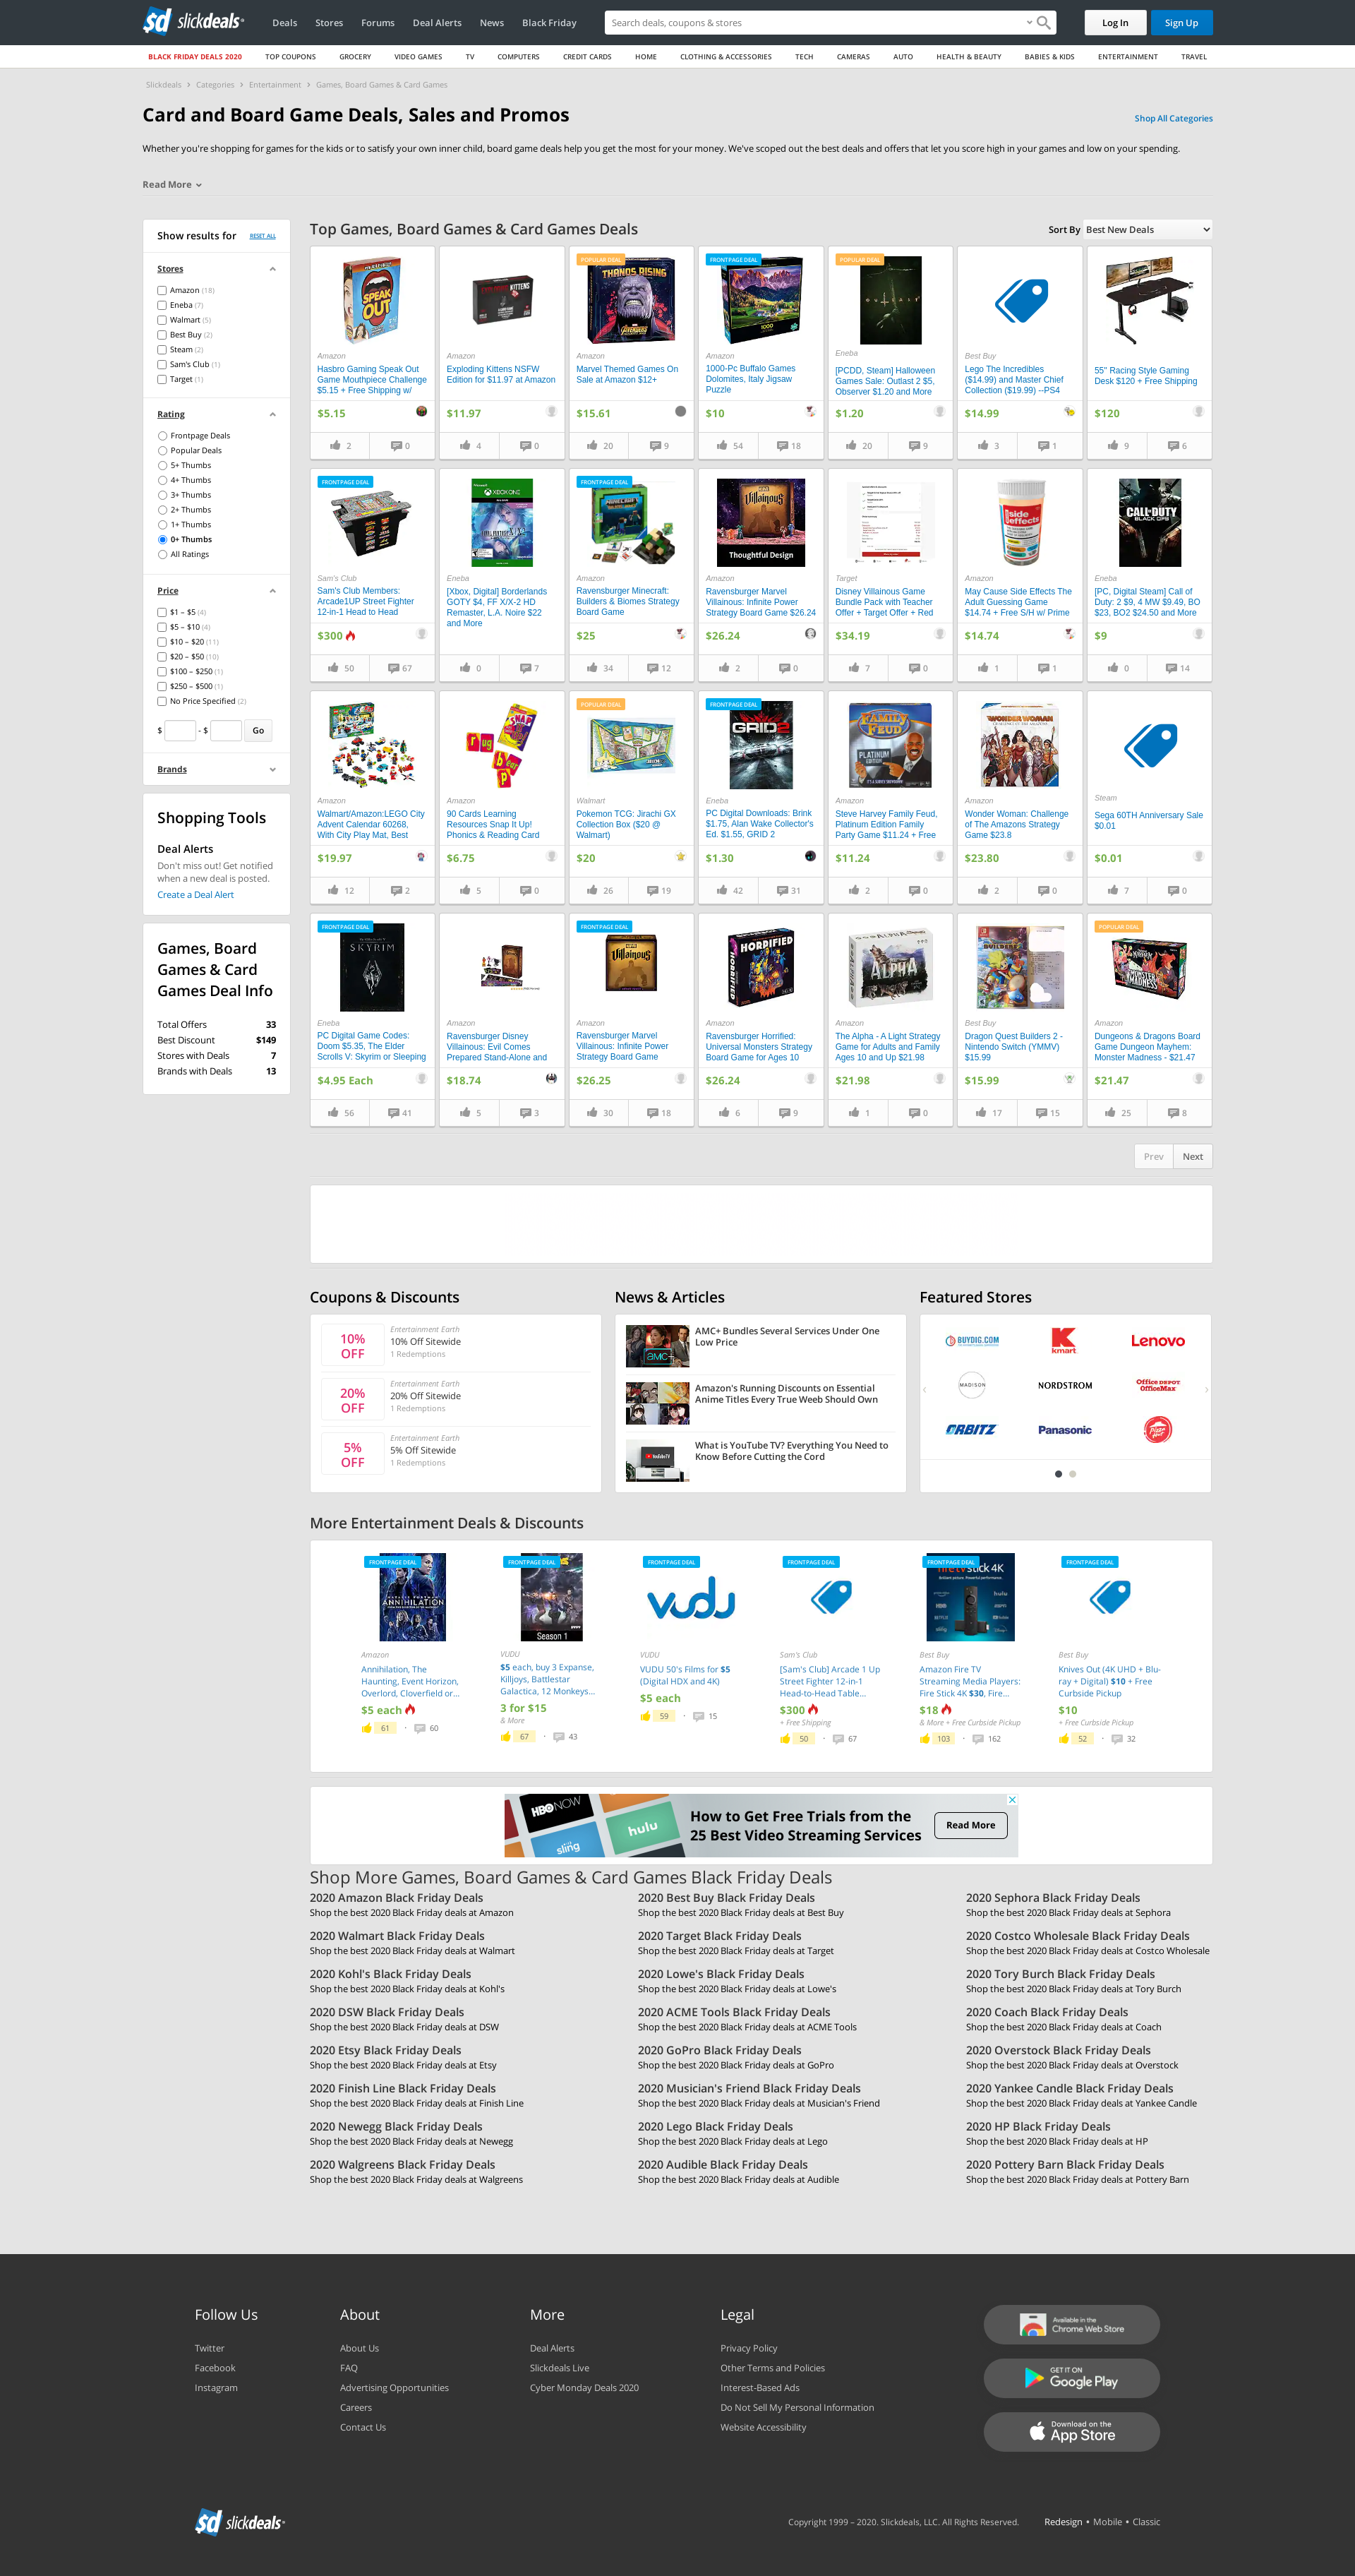 slickdeals
Deals
Stores
Forums
Deal Alerts
News
Black Friday
Search deals, coupons & stores
Log In
Sign Up
BLACK FRIDAY DEALS 2020
TOP COUPONS
GROCERY
VIDEO GAMES
TV
COMPUTERS
CREDIT CARDS
HOME
CLOTHING & ACCESSORIES
TECH
CAMERAS
AUTO
HEALTH & BEAUTY
BABIES & KIDS
ENTERTAINMENT
TRAVEL
Slickdeals › Categories › Entertainment › Games, Board Games & Card Games
Card and Board Game Deals, Sales and Promos
Shop All Categories
Whether you're shopping for games for the kids or to satisfy your own inner child, board game deals help you get the most for your money. We've scoped out the best deals and offers that let you score high in your games and low on your spending.
Read More
Show results for
RESET ALL
Stores
Amazon (18)
Eneba (7)
Walmart (5)
Best Buy (2)
Steam (2)
Sam's Club (1)
Target (1)
Rating
Frontpage Deals
Popular Deals
5+ Thumbs
4+ Thumbs
3+ Thumbs
2+ Thumbs
1+ Thumbs
0+ Thumbs
All Ratings
Price
$1 – $5 (4)
$5 – $10 (4)
$10 – $20 (11)
$20 – $50 (10)
$100 – $250 (1)
$250 – $500 (1)
No Price Specified (2)
$ - $ Go
Brands
Shopping Tools
Deal Alerts
Don't miss out! Get notified
when a new deal is posted.
Create a Deal Alert
Games, Board
Games & Card
Games Deal Info
Total Offers 33
Best Discount $149
Stores with Deals 7
Brands with Deals 13
Top Games, Board Games & Card Games Deals
Sort By Best New Deals
SPEAK OUT
Amazon
Hasbro Gaming Speak Out
Game Mouthpiece Challenge
$5.15 + Free Shipping w/
$5.15
2
0
Amazon
Exploding Kittens NSFW
Edition for $11.97 at Amazon
$11.97
4
0
POPULAR DEAL
THANOS RISING
Amazon
Marvel Themed Games On
Sale at Amazon $12+
$15.61
20
9
FRONTPAGE DEAL
Amazon
1000-Pc Buffalo Games
Dolomites, Italy Jigsaw
Puzzle
$10
54
18
POPULAR DEAL
Eneba
[PCDD, Steam] Halloween
Games Sale: Outlast 2 $5,
Observer $1.20 and More
$1.20
20
9
Best Buy
Lego The Incredibles
($14.99) and Master Chief
Collection ($19.99) --PS4
$14.99
3
1
55" Racing Style Gaming
Desk $120 + Free Shipping
$120
9
6
FRONTPAGE DEAL
Sam's Club
Sam's Club Members:
Arcade1UP Street Fighter
12-in-1 Head to Head
$300
50
67
XBOX ONE
Eneba
[Xbox, Digital] Borderlands
GOTY $4, FF X/X-2 HD
Remaster, L.A. Noire $22
and More
0
7
FRONTPAGE DEAL
MINECRAFT
Amazon
Ravensburger Minecraft:
Builders & Biomes Strategy
Board Game
$25
34
12
Villainous
Thoughtful Design
Amazon
Ravensburger Marvel
Villainous: Infinite Power
Strategy Board Game $26.24
$26.24
2
0
Target
Disney Villainous Game
Bundle Pack with Teacher
Offer + Target Offer + Red
$34.19
7
0
side effects
Amazon
May Cause Side Effects The
Adult Guessing Game
$14.74 + Free S/H w/ Prime
$14.74
1
1
CALL OF DUTY
BLACK OPS
Eneba
[PC, Digital Steam] Call of
Duty: 2 $9, 4 MW $9.49, BO
$23, BO2 $24.50 and More
$9
0
14
Amazon
Walmart/Amazon:LEGO City
Advent Calendar 60268,
With City Play Mat, Best
$19.97
12
2
SNAP
rug
b
ear
p
Amazon
90 Cards Learning
Resources Snap It Up!
Phonics & Reading Card
$6.75
5
0
POPULAR DEAL
Walmart
Pokemon TCG: Jirachi GX
Collection Box ($20 @
Walmart)
$20
26
19
FRONTPAGE DEAL
GRID2
Eneba
PC Digital Downloads: Brink
$1.75, Alan Wake Collector's
Ed. $1.55, GRID 2
$1.30
42
31
FAMILY FEUD
PLATINUM EDITION
Amazon
Steve Harvey Family Feud,
Platinum Edition Family
Party Game $11.24 + Free
$11.24
2
0
WONDER WOMAN
Amazon
Wonder Woman: Challenge
of The Amazons Strategy
Game $23.8
$23.80
2
0
Steam
Sega 60TH Anniversary Sale
$0.01
$0.01
7
0
FRONTPAGE DEAL
SKYRIM
Eneba
PC Digital Game Codes:
Doom $5.35, The Elder
Scrolls V: Skyrim or Sleeping
$4.95 Each
56
41
Amazon
Ravensburger Disney
Villainous: Evil Comes
Prepared Stand-Alone and
$18.74
5
3
FRONTPAGE DEAL
Villainous
Amazon
Ravensburger Marvel
Villainous: Infinite Power
Strategy Board Game
$26.25
30
18
HORRIFIED
Amazon
Ravensburger Horrified:
Universal Monsters Strategy
Board Game for Ages 10
$26.24
6
9
ALPHA
Amazon
The Alpha - A Light Strategy
Game for Adults and Family
Ages 10 and Up $21.98
$21.98
1
0
BUILDERS
Best Buy
Dragon Quest Builders 2 -
Nintendo Switch (YMMV)
$15.99
$15.99
17
15
POPULAR DEAL
MONSTER MADNESS
Amazon
Dungeons & Dragons Board
Game Dungeon Mayhem:
Monster Madness - $21.47
$21.47
25
8
Prev
Next
Coupons & Discounts
10% OFF
Entertainment Earth
10% Off Sitewide
1 Redemptions
20% OFF
Entertainment Earth
20% Off Sitewide
1 Redemptions
5% OFF
Entertainment Earth
5% Off Sitewide
1 Redemptions
News & Articles
AMC+
AMC+ Bundles Several Services Under One
Low Price
Amazon's Running Discounts on Essential
Anime Titles Every True Weeb Should Own
YouTube TV
What is YouTube TV? Everything You Need to
Know Before Cutting the Cord
Featured Stores
BUYDIG.COM
kmart
Lenovo
MADISON
NORDSTROM
Office DEPOT
OfficeMax
ORBITZ
Panasonic
Pizza Hut
More Entertainment Deals & Discounts
FRONTPAGE DEAL
ANNIHILATION
Amazon
Annihilation, The
Haunting, Event Horizon,
Overlord, Cloverfield or...
$5 each
61 · 60
FRONTPAGE DEAL
Season 1
VUDU
$5 each, buy 3 Expanse,
Killjoys, Battlestar
Galactica, 12 Monkeys...
3 for $15
& More
67 · 43
FRONTPAGE DEAL
vudu
VUDU
VUDU 50's Films for $5
(Digital HDX and 4K)
$5 each
59 · 15
FRONTPAGE DEAL
Sam's Club
[Sam's Club] Arcade 1 Up
Street Fighter 12-in-1
Head-to-Head Table...
$300
+ Free Shipping
50 · 67
FRONTPAGE DEAL
firetvstick 4K
hulu
Best Buy
Amazon Fire TV
Streaming Media Players:
Fire Stick 4K $30, Fire...
$18
& More + Free Curbside Pickup
103 · 162
FRONTPAGE DEAL
Best Buy
Knives Out (4K UHD + Blu-
ray + Digital) $10 + Free
Curbside Pickup
$10
+ Free Curbside Pickup
52 · 32
HBO NOW
hulu
sling
How to Get Free Trials from the
25 Best Video Streaming Services
Read More
Shop More Games, Board Games & Card Games Black Friday Deals
2020 Amazon Black Friday Deals
Shop the best 2020 Black Friday deals at Amazon
2020 Best Buy Black Friday Deals
Shop the best 2020 Black Friday deals at Best Buy
2020 Sephora Black Friday Deals
Shop the best 2020 Black Friday deals at Sephora
2020 Walmart Black Friday Deals
Shop the best 2020 Black Friday deals at Walmart
2020 Target Black Friday Deals
Shop the best 2020 Black Friday deals at Target
2020 Costco Wholesale Black Friday Deals
Shop the best 2020 Black Friday deals at Costco Wholesale
2020 Kohl's Black Friday Deals
Shop the best 2020 Black Friday deals at Kohl's
2020 Lowe's Black Friday Deals
Shop the best 2020 Black Friday deals at Lowe's
2020 Tory Burch Black Friday Deals
Shop the best 2020 Black Friday deals at Tory Burch
2020 DSW Black Friday Deals
Shop the best 2020 Black Friday deals at DSW
2020 ACME Tools Black Friday Deals
Shop the best 2020 Black Friday deals at ACME Tools
2020 Coach Black Friday Deals
Shop the best 2020 Black Friday deals at Coach
2020 Etsy Black Friday Deals
Shop the best 2020 Black Friday deals at Etsy
2020 GoPro Black Friday Deals
Shop the best 2020 Black Friday deals at GoPro
2020 Overstock Black Friday Deals
Shop the best 2020 Black Friday deals at Overstock
2020 Finish Line Black Friday Deals
Shop the best 2020 Black Friday deals at Finish Line
2020 Musician's Friend Black Friday Deals
Shop the best 2020 Black Friday deals at Musician's Friend
2020 Yankee Candle Black Friday Deals
Shop the best 2020 Black Friday deals at Yankee Candle
2020 Newegg Black Friday Deals
Shop the best 2020 Black Friday deals at Newegg
2020 Lego Black Friday Deals
Shop the best 2020 Black Friday deals at Lego
2020 HP Black Friday Deals
Shop the best 2020 Black Friday deals at HP
2020 Walgreens Black Friday Deals
Shop the best 2020 Black Friday deals at Walgreens
2020 Audible Black Friday Deals
Shop the best 2020 Black Friday deals at Audible
2020 Pottery Barn Black Friday Deals
Shop the best 2020 Black Friday deals at Pottery Barn
Follow Us
Twitter
Facebook
Instagram
About
About Us
FAQ
Advertising Opportunities
Careers
Contact Us
More
Deal Alerts
Slickdeals Live
Cyber Monday Deals 2020
Legal
Privacy Policy
Other Terms and Policies
Interest-Based Ads
Do Not Sell My Personal Information
Website Accessibility
Available in the
Chrome Web Store
GET IT ON
Google Play
Download on the
App Store
slickdeals
Copyright 1999 – 2020. Slickdeals, LLC. All Rights Reserved.
Redesign • Mobile • Classic